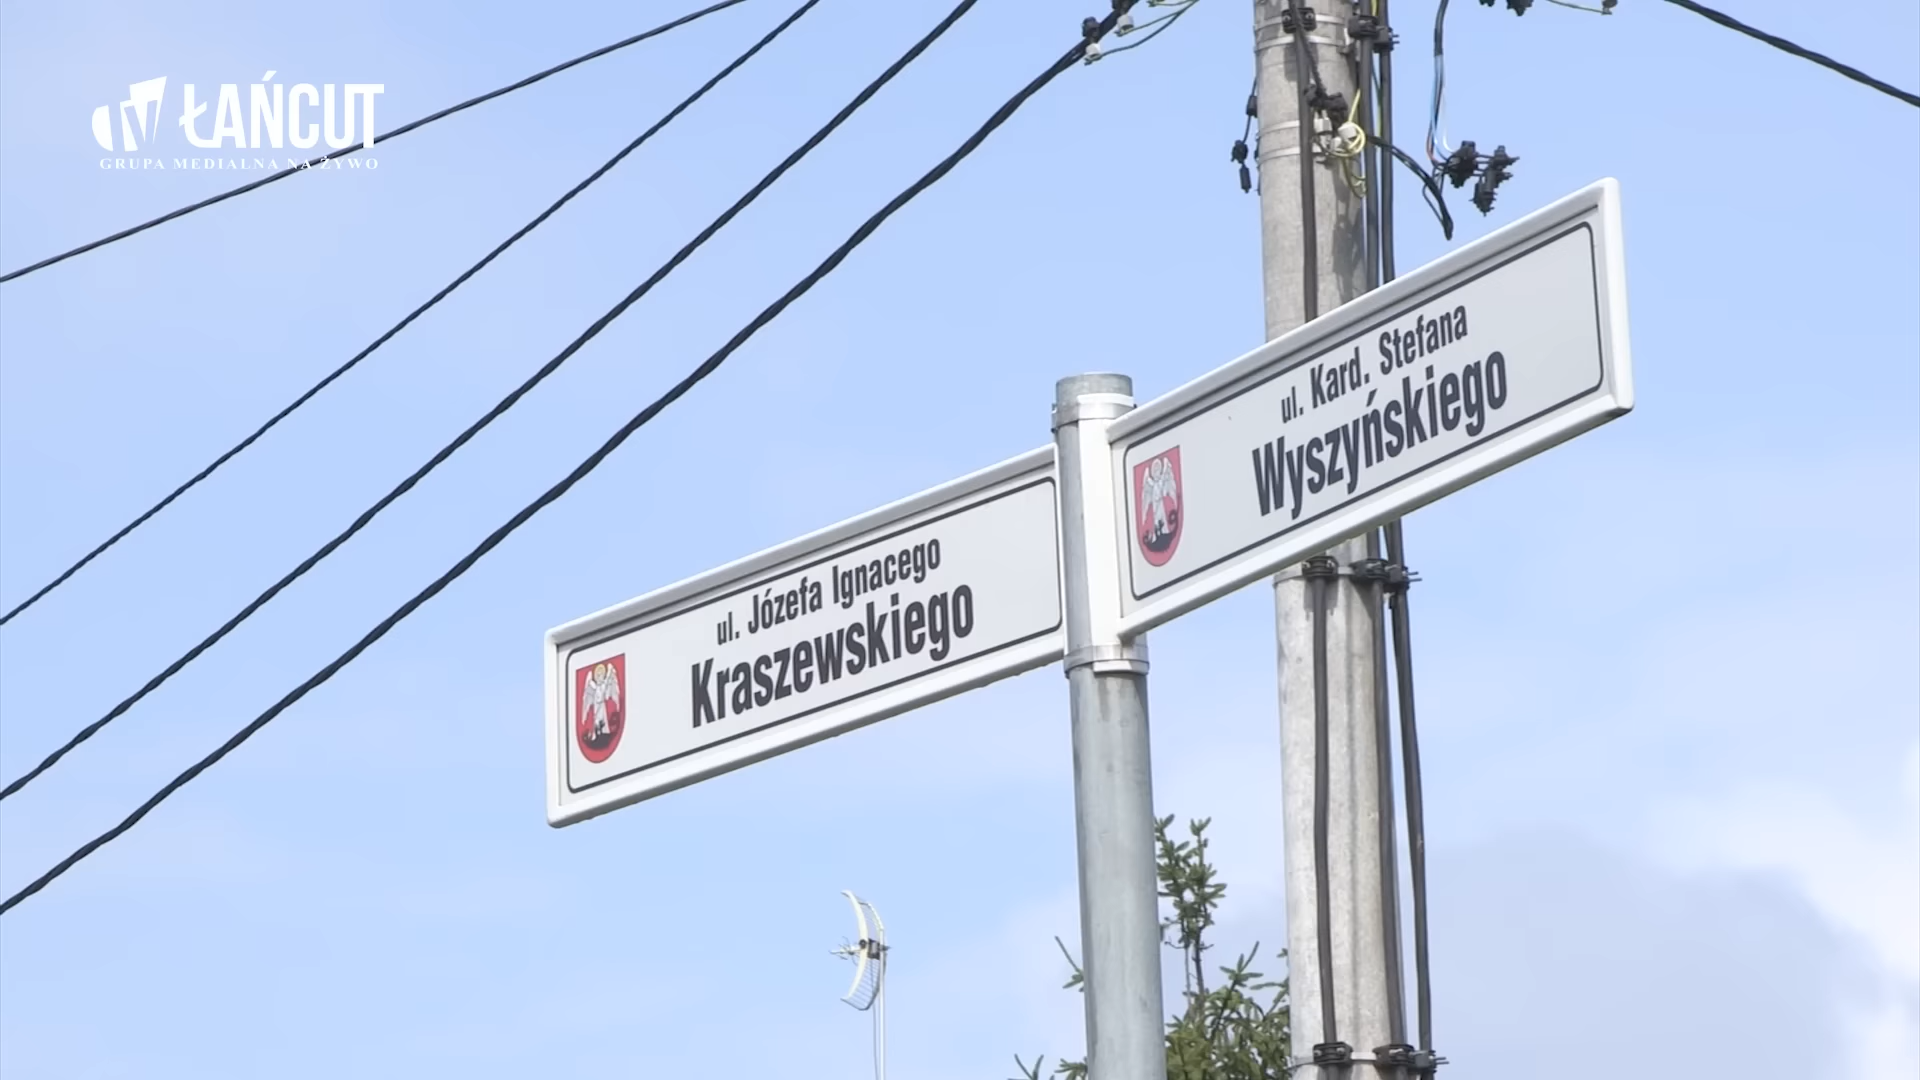 ŁAŃCUT
GRUPA MEDIALNA NA ŻYWO
ul. Józefa Ignacego
Kraszewskiego
ul. Kard. Stefana
Wyszyńskiego